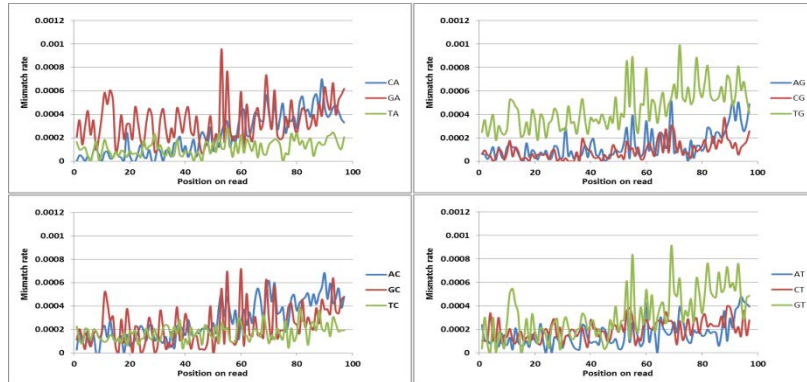 0.0012
0.001
0.0008
0.0006
0.0004
0.0002
0
Mismatch rate
0 20 40 60 80 100
Position on read
CA
GA
TA
0.0012
0.001
0.0008
0.0006
0.0004
0.0002
0
Mismatch rate
0 20 40 60 80 100
Position on read
AG
CG
TG
0.0012
0.001
0.0008
0.0006
0.0004
0.0002
0
Mismatch rate
0 20 40 60 80 100
Position on read
AC
GC
TC
0.0012
0.001
0.0008
0.0006
0.0004
0.0002
0
Mismatch rate
0 20 40 60 80 100
Position on read
AT
CT
GT